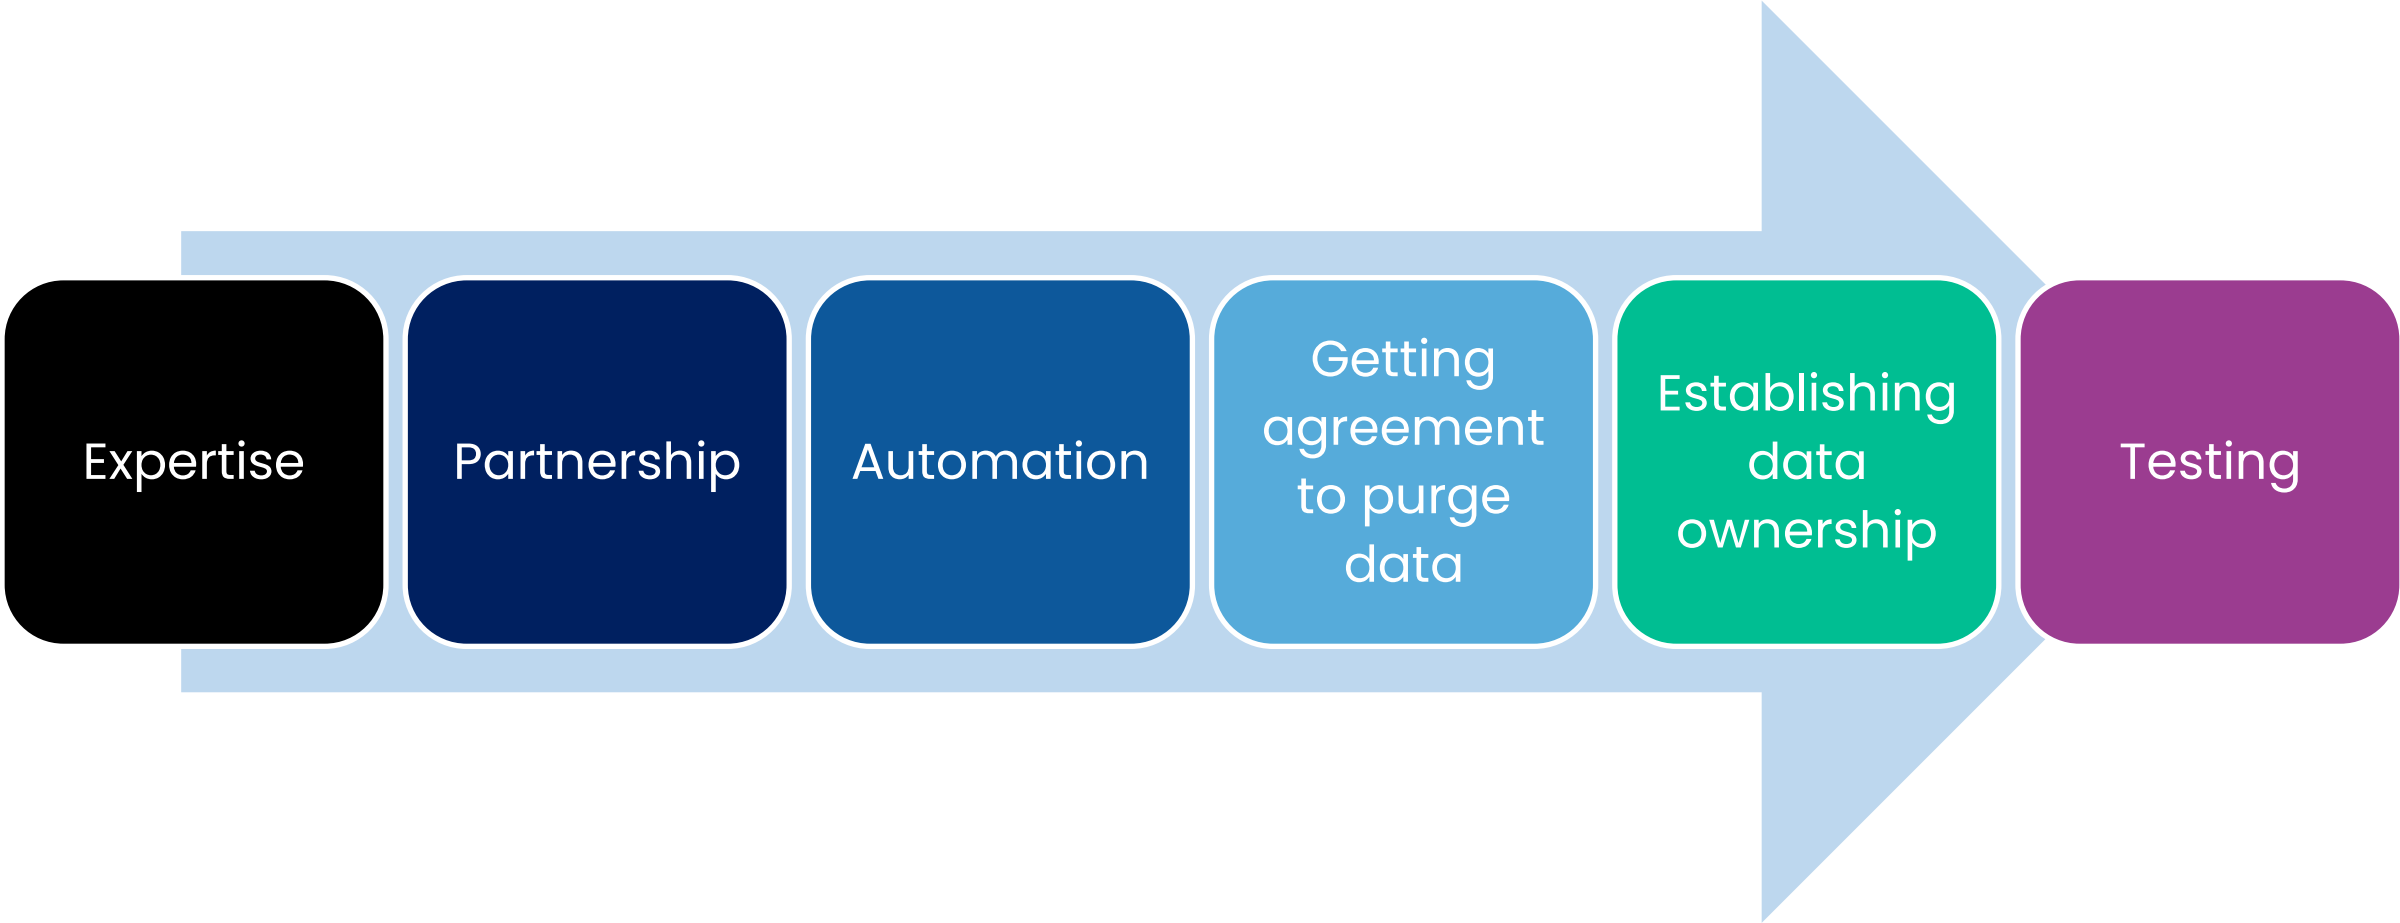 Expertise
Partnership
Automation
Getting
agreement
to purge
data
Establishing
data
ownership
Testing